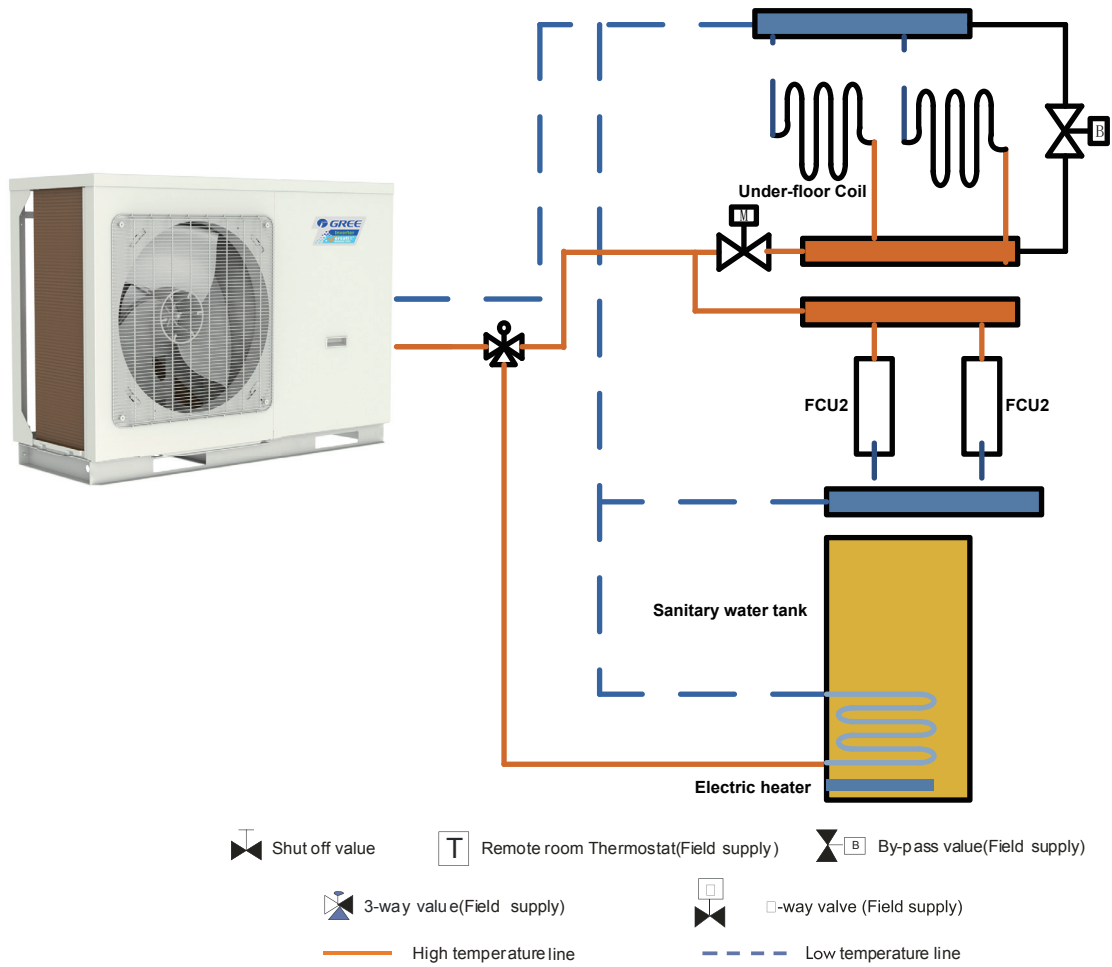 GREE
Inverter
B
Under-floor Coil
M
FCU2
FCU2
Sanitary water tank
Electric heater
Shut off value
T
Remote room Thermostat(Field supply)
B
By-pass value(Field supply)
3-way value(Field supply)
□
□-way valve (Field supply)
High temperature line
Low temperature line